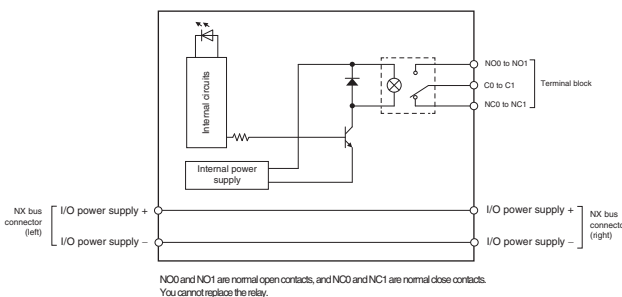 Internal circuits
Internal power
supply
NO0 to NO1
C0 to C1
NC0 to NC1
Terminal block
NX bus
connector
(left)
I/O power supply +
I/O power supply −
I/O power supply +
I/O power supply −
NX bus
connecto
(right)
NO0 and NO1 are normal open contacts, and NC0 and NC1 are normal close contacts.
You cannot replace the relay.